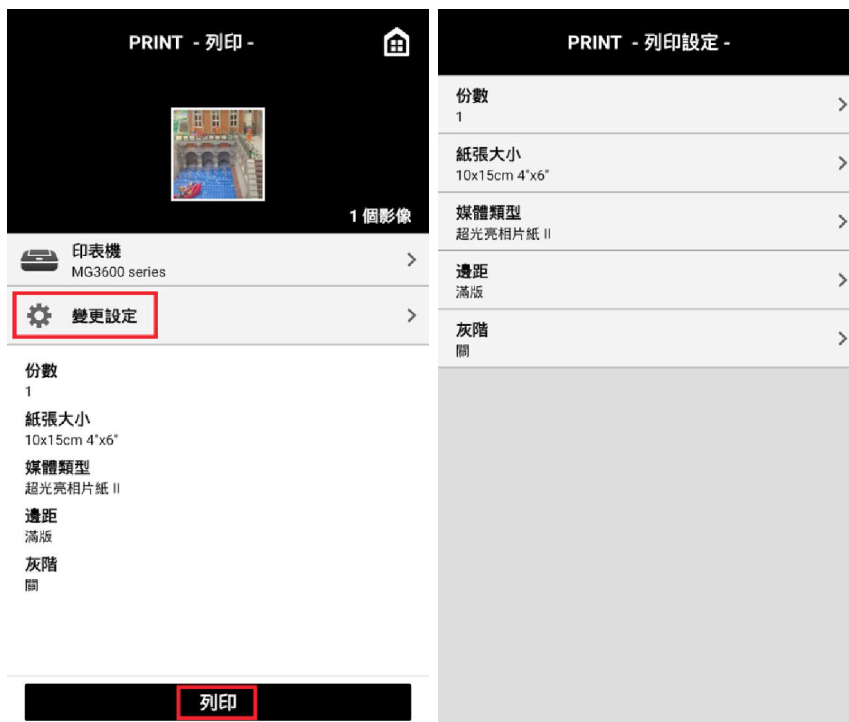 PRINT - 列印 -
1 個影像
印表機
MG3600 series
變更設定
份數
1
紙張大小
10x15cm 4"x6"
媒體類型
超光亮相片紙 II
邊距
滿版
灰階
關
列印
PRINT - 列印設定 -
份數
1
紙張大小
10x15cm 4"x6"
媒體類型
超光亮相片紙 II
邊距
滿版
灰階
關